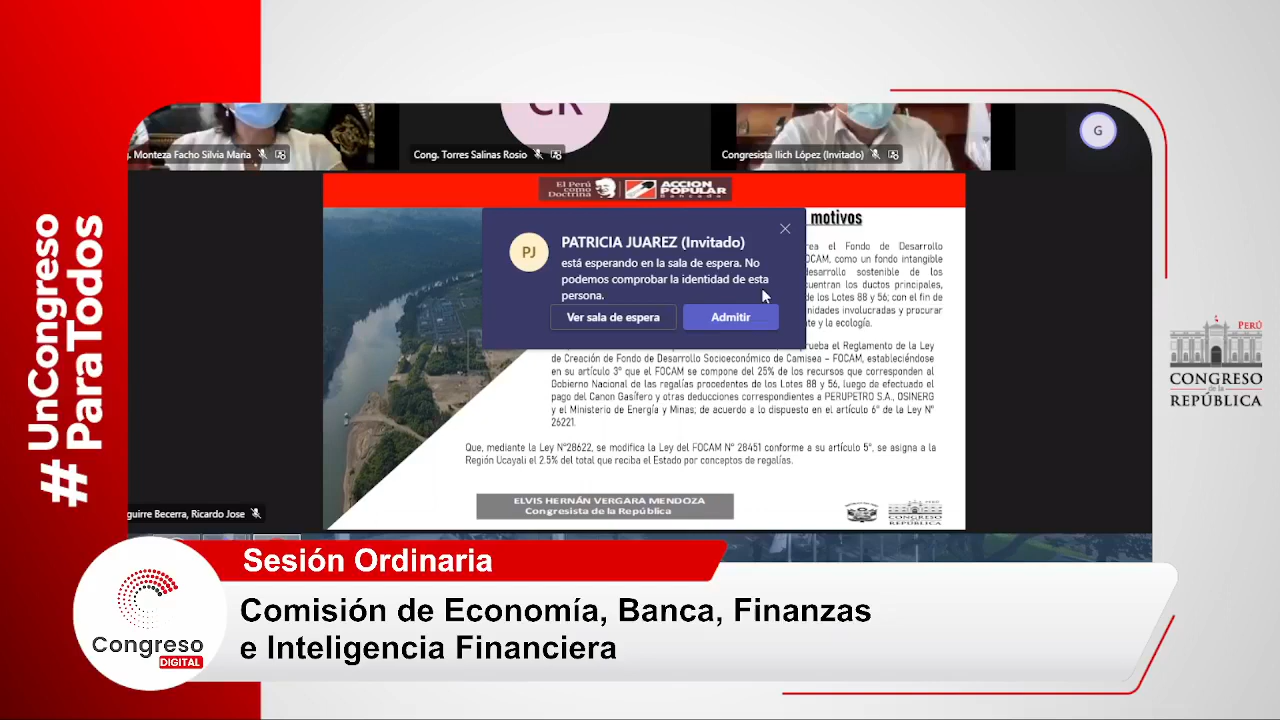 #UnCongreso
ParaTodos
CR
g. Monteza Facho Silvia Maria
Cong. Torres Salinas Rosio
Congresista Ilich López (Invitado)
G
El Perú
como
Doctrina
ACCION
POPULAR
Bancada
motivos
PJ
PATRICIA JUAREZ (Invitado)
está esperando en la sala de espera. No
podemos comprobar la identidad de esta
persona.
Ver sala de espera
Admitir
rea el Fondo de Desarrollo
OCAM, como un fondo intangible
desarrollo sostenible de los
cuentran los ductos principales,
de los Lotes 88 y 56; con el fin de
nidades involucradas y procurar
te y la ecología.
rueba el Reglamento de la Ley
de Creación de Fondo de Desarrollo Socioeconómico de Camisea – FOCAM, estableciéndose
en su artículo 3° que el FOCAM se compone del 25% de los recursos que corresponden al
Gobierno Nacional de las regalías procedentes de los Lotes 88 y 56, luego de efectuado el
pago del Canon Gasífero y otras deducciones correspondientes a PERUPETRO S.A., OSINERG
y el Ministerio de Energía y Minas; de acuerdo a lo dispuesto en el artículo 6° de la Ley N°
26221.
Que, mediante la Ley N°28622, se modifica la Ley del FOCAM N° 28451 conforme a su artículo 5°, se asigna a la
Región Ucayali el 2.5% del total que reciba el Estado por conceptos de regalías.
ELVIS HERNÁN VERGARA MENDOZA
Congresista de la República
CONGRESO
REPÚBLICA
guirre Becerra, Ricardo Jose
PERÚ
CONGRESO
de la
REPÚBLICA
Sesión Ordinaria
Comisión de Economía, Banca, Finanzas
e Inteligencia Financiera
Congreso
DIGITAL